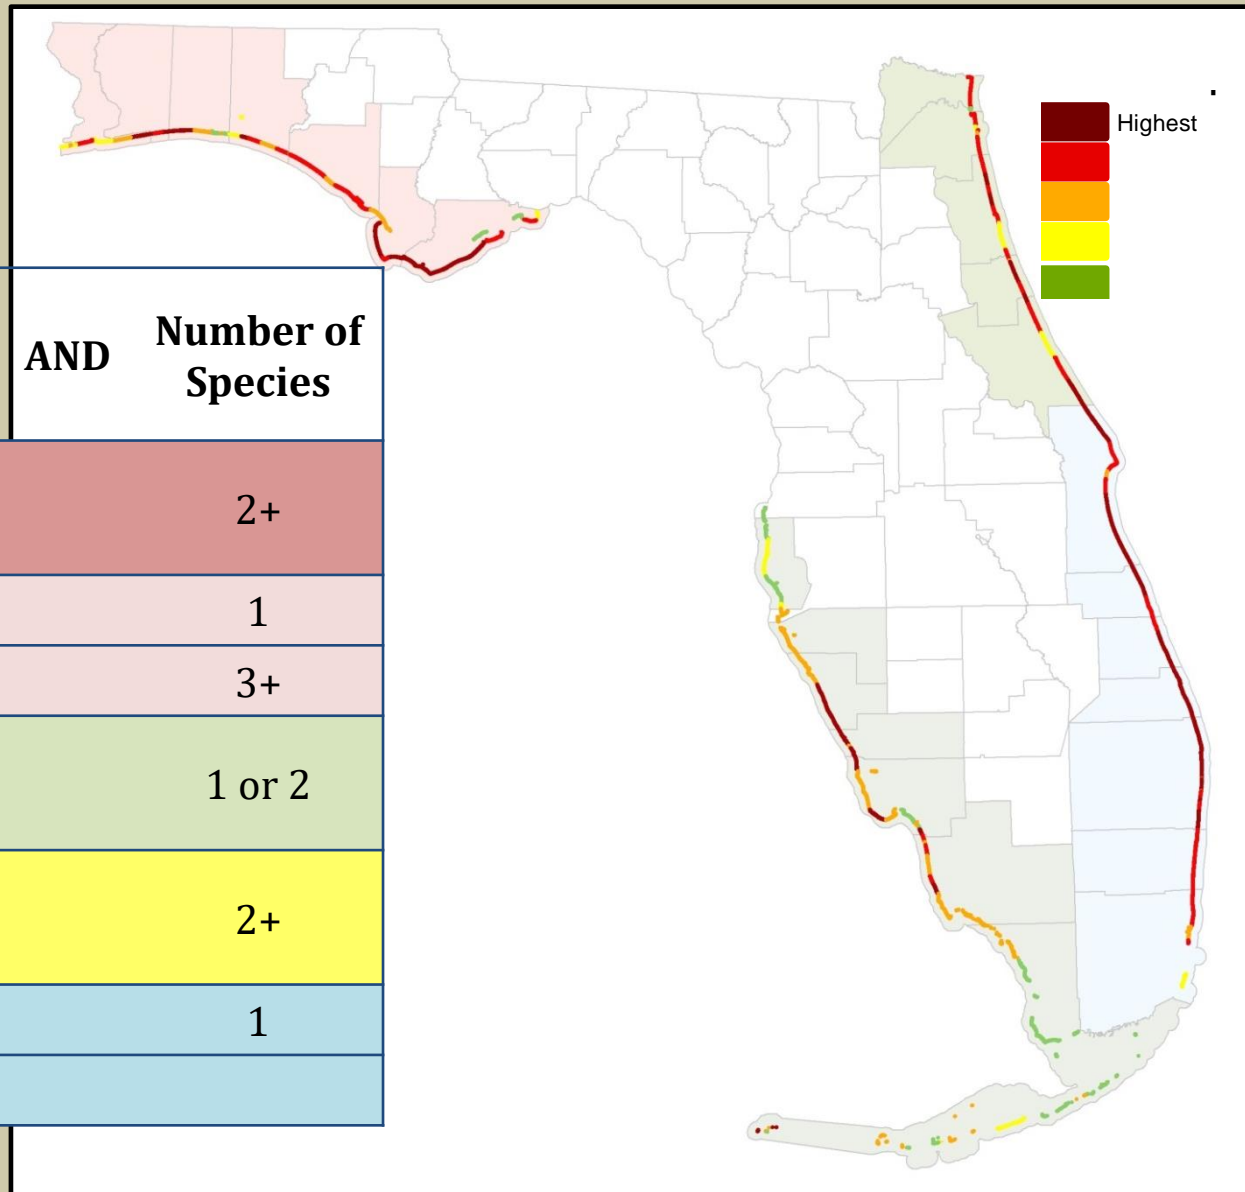 Highest
AND
Number of
Species
2+
1
3+
1 or 2
2+
1